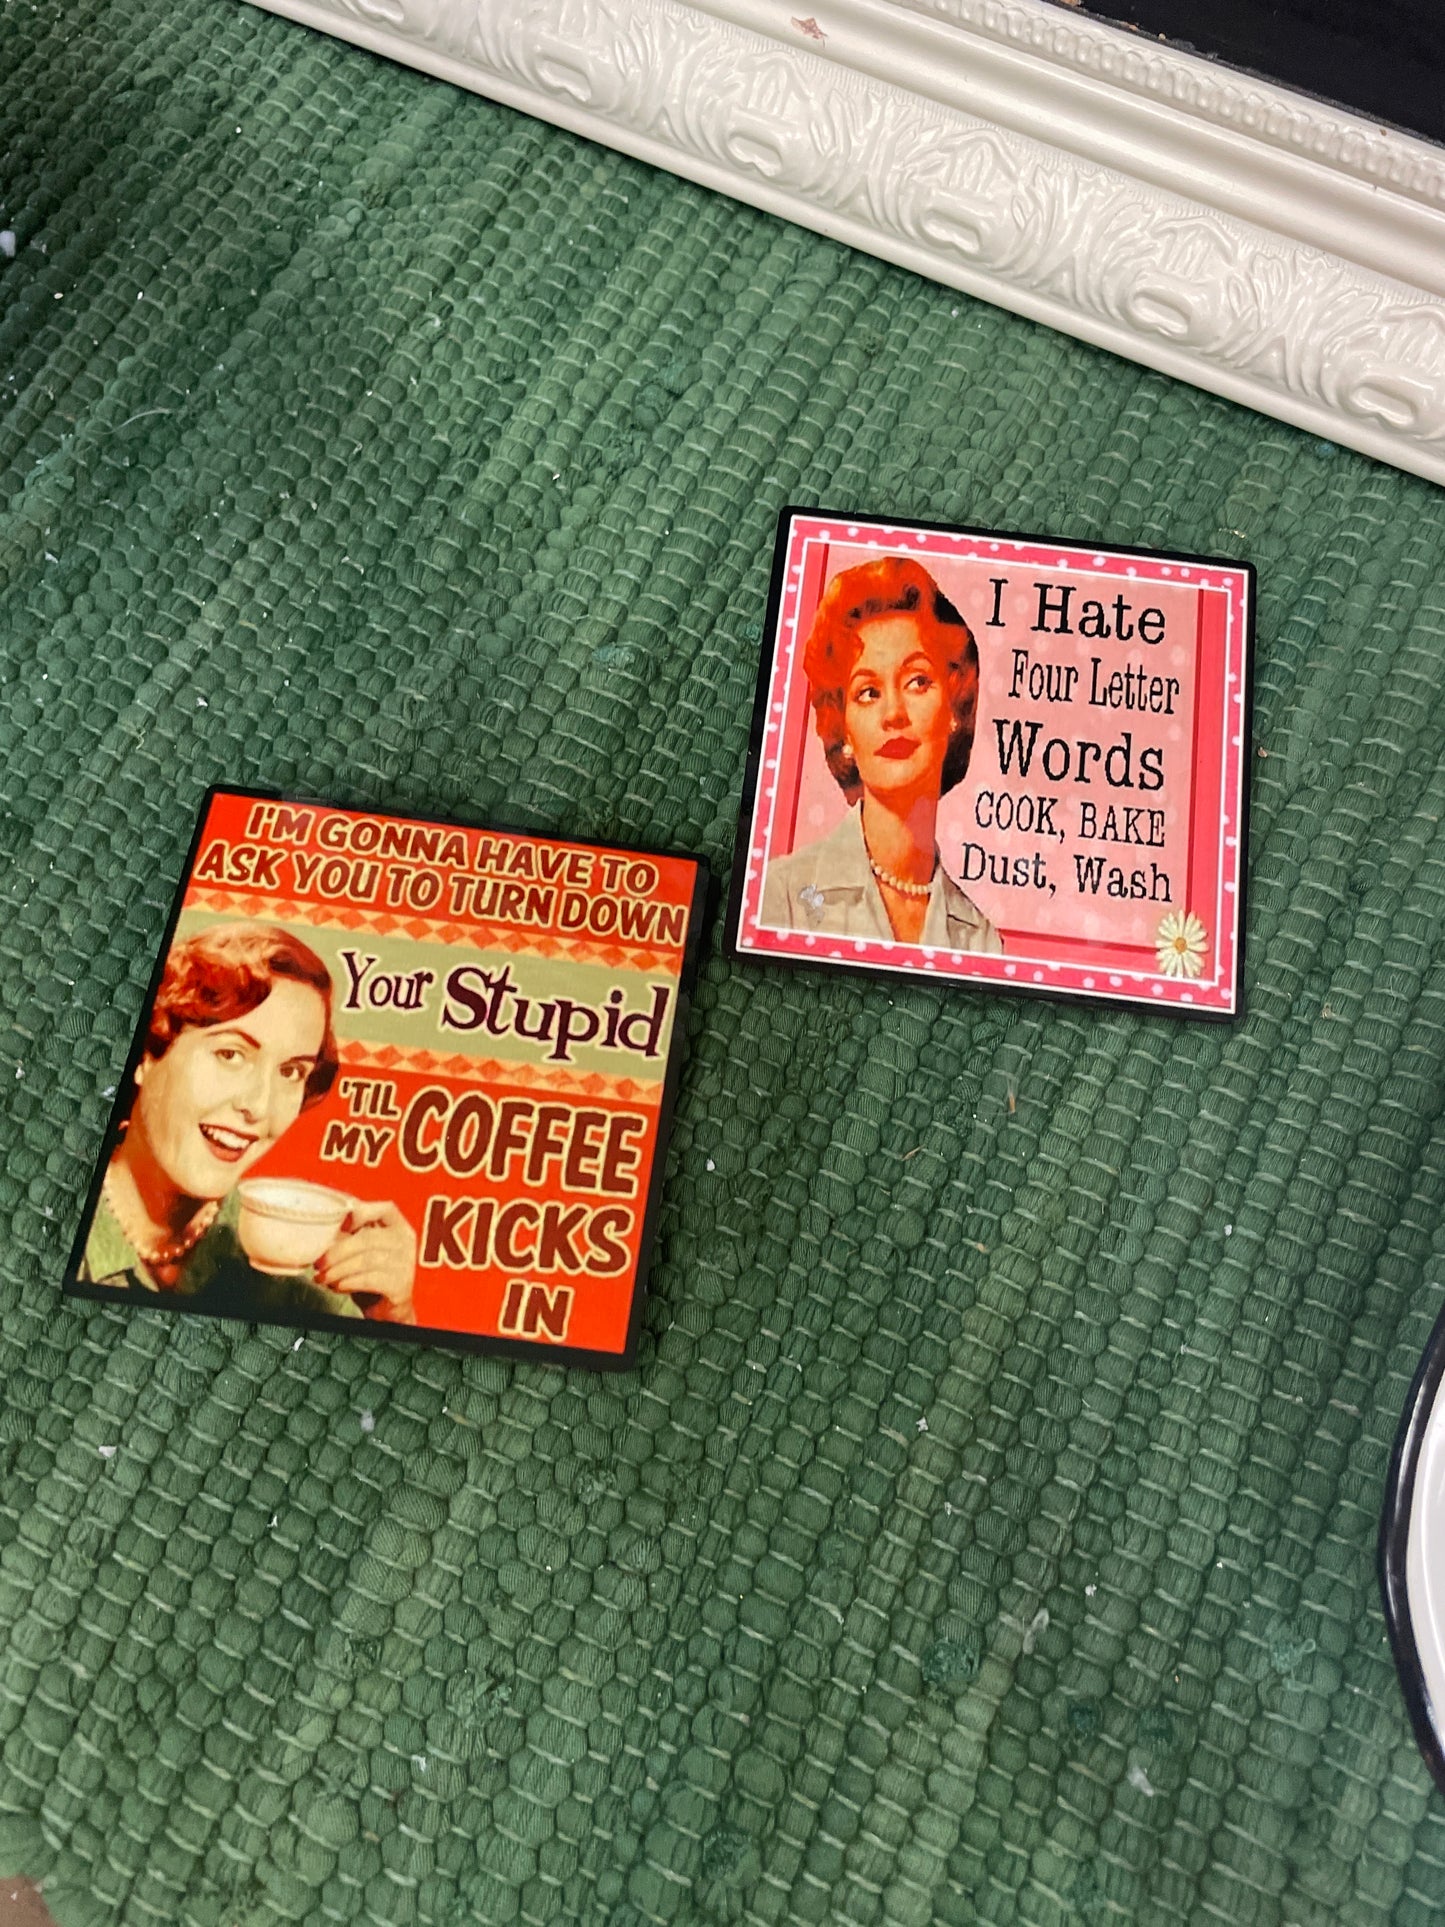 I'M GONNA HAVE TO
ASK YOU TO TURN DOWN
Your Stupid
'TIL
MY COFFEE
KICKS
IN
I Hate
Four Letter
Words
COOK, BAKE
Dust, Wash